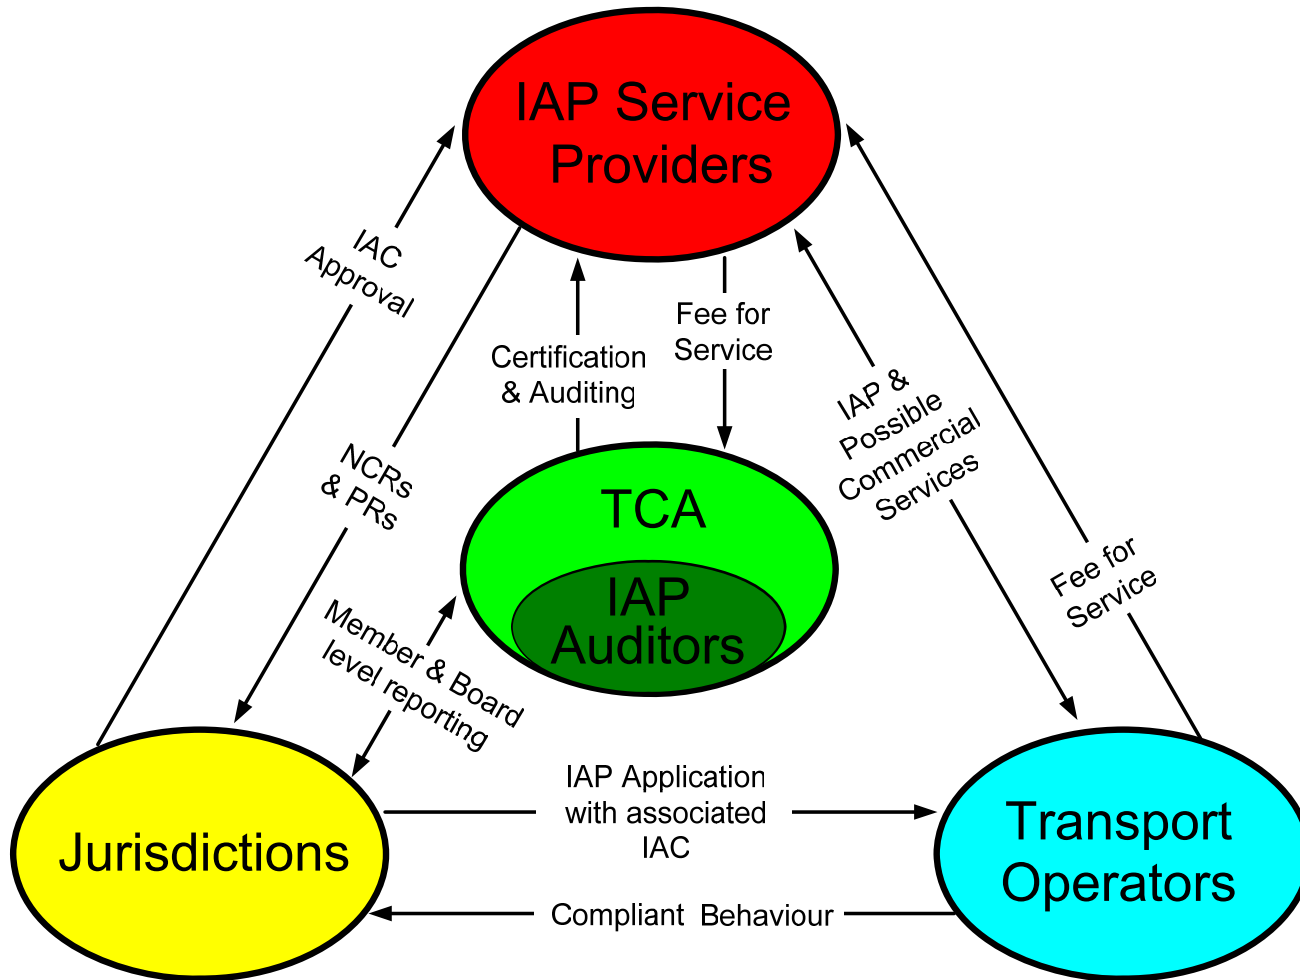 IAP Service
Providers
IAC
Approval
Fee for
Service
Certification
& Auditing
IAP &
Possible
Commercial
Services
NCRs
& PRs
TCA
IAP
Auditors
Fee for
Service
Member & Board
level reporting
IAP Application
with associated
IAC
Jurisdictions
Transport
Operators
Compliant Behaviour